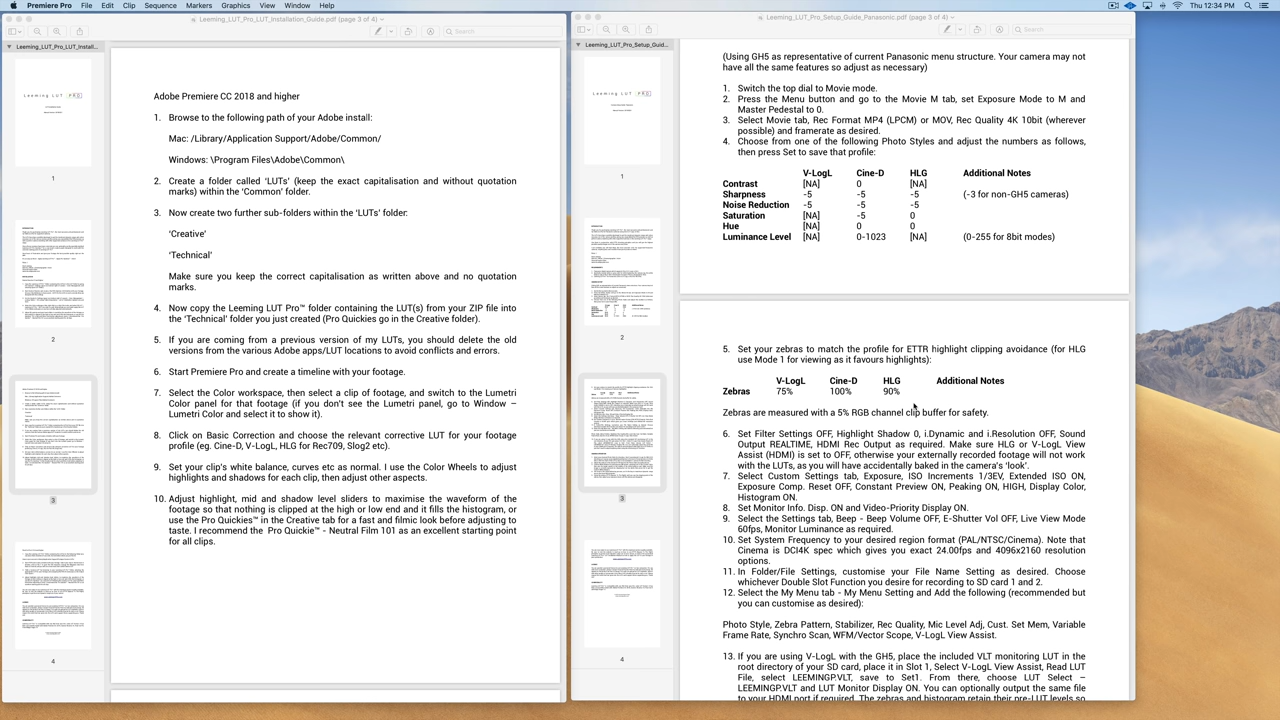 Premiere Pro File Edit Clip Sequence Markers Graphics View Window Help Thu 12:34 PM
Leeming_LUT_Pro_LUT_Installation_Guide.pdf (page 3 of 4)
Search
Leeming_LUT_Pro_LUT_Install...
Leeming LUT PRO
1
2
3
4
Adobe Premiere CC 2018 and higher
1. Browse to the following path of your Adobe install:
Mac: /Library/Application Support/Adobe/Common/
Windows: \Program Files\Adobe\Common\
2. Create a folder called ‘LUTs’ (keep the exact capitalisation and without quotation
marks) within the ‘Common’ folder.
3. Now create two further sub-folders within the ‘LUTs’ folder:
‘Creative’
‘Technical’
Make sure you keep the correct capitalisation as written above and no quotation
marks.
4. Now copy the Leeming LUT Pro™ folder containing the LUT(s) from your ZIP file into
the ‘Technical’ folder you just created (Pro Quickies go in the Creative folder).
5. If you are coming from a previous version of my LUTs, you should delete the old
versions from the various Adobe apps/LUT locations to avoid conflicts and errors.
6. Start Premiere Pro and create a timeline with your footage.
7. Select the Color workspace, then select a clip of footage, and switch to the Lumetri
Color panel for that footage (if you don’t see the Lumetri panel, go to Window –
Lumetri Color and select it to show it).
8. Click on Basic Correction and choose the relevant corrective LUT for your footage
profile (eg. Cine-D, V-LogL, HLG for Rec709, Slog2 etc).
9. Set your clip’s white balance, curves etc as normal. I use the Color Wheels to adjust
highlights and shadows for each clip, then adjust other aspects.
10. Adjust highlight, mid and shadow level sliders to maximise the waveform of the
footage so that nothing is clipped at the high or low end and it fills the histogram, or
use the Pro Quickies™ in the Creative tab for a fast and filmic look before adjusting to
taste. I recommend the Pro Quickie™ - Neutral Film 101 as an excellent starting point
for all clips.
Leeming_LUT_Pro_Setup_Guide_Panasonic.pdf (page 3 of 4)
Search
Leeming_LUT_Pro_Setup_Guid...
Leeming LUT PRO
1
2
3
4
(Using GH5 as representative of current Panasonic menu structure. Your camera may not
have all the same features so adjust as necessary)
1. Switch the top dial to Movie mode.
2. Press the Menu button and go to the Movie M tab, set Exposure Mode to M and
Master Pedestal to 0.
3. Select Movie tab, Rec Format MP4 (LPCM) or MOV, Rec Quality 4K 10bit (wherever
possible) and framerate as desired.
4. Choose from one of the following Photo Styles and adjust the numbers as follows,
then press Set to save that profile:
V-LogL Cine-D HLG Additional Notes
Contrast [NA] 0 [NA]
Sharpness -5 -5 -5 (-3 for non-GH5 cameras)
Noise Reduction -5 -5 -5
Saturation [NA] -5 0
Hue [NA] 0 0
Luminance Level [NA] 0-1023 [NA] (0-255 for 8bit modes)
5. Set your zebras to match the profile for ETTR highlight clipping avoidance (for HLG
use Mode 1 for viewing as it favours highlights):
V-LogL Cine-D HLG Additional Notes
Zebras 75% 100% 90%
Zebras are measured with a 5% RGB channel clip buffer for safety.
6. Set Filter Settings OFF, Highlight Shadow 0, i.Dynamic and i.Resolution OFF, Sound
Output REALTIME, HDMI Rec Output as required. Make sure HLG or V-LogL View
Assist (HDMI) is set to OFF, otherwise your externally recorded footage will not work
with the LUTs, as you will have accidentally baked in the camera’s ‘look’.
7. Select Custom Settings tab, Exposure, ISO Increments 1/3EV, Extended ISO ON,
Exposure Comp. Reset OFF, Constant Preview ON, Peaking ON, HIGH, Display Color,
Histogram ON.
8. Set Monitor Info. Disp. ON and Video-Priority Display ON.
9. Select the Settings tab, Beep - Beep Volume OFF, E-Shutter Vol OFF, Live View Mode
60fps, Monitor Luminance as required.
10. Set System Frequency to your desired region format (PAL/NTSC/Cinema). Note that
Cinema is DCI4K spec which gives you exact 24.00fps and 4096x2160 resolution
options.
11. In Folder/File Settings, customise your File Name Setting as desired. Choose
whichever Double Slot Function you desire for recording to SD card 1 and 2.
12. Select the My Menu tab - My Menu Setting and Add the following (recommended but
you can customise as desired):
Photo Style, Zebra Pattern, Stabilizer, Rec Quality, Mic Level Adj, Cust. Set Mem, Variable
Frame Rate, Synchro Scan, WFM/Vector Scope, V-LogL View Assist.
13. If you are using V-LogL with the GH5, place the included VLT monitoring LUT in the
root directory of your SD card, place it in Slot 1, Select V-LogL View Assist, Read LUT
File, select LEEMINGP.VLT, save to Set1. From there, choose LUT Select –
LEEMINGP.VLT and LUT Monitor Display ON. You can optionally output the same file
to your HDMI port if required. The zebras and histogram retain their pre-LUT levels so